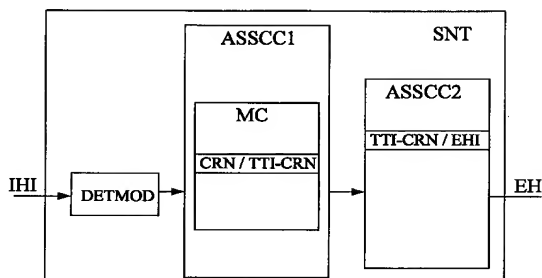 ASSCC1
SNT
ASSCC2
MC
TTI-CRN / EHI
CRN / TTI-CRN
IHI
DETMOD
EH